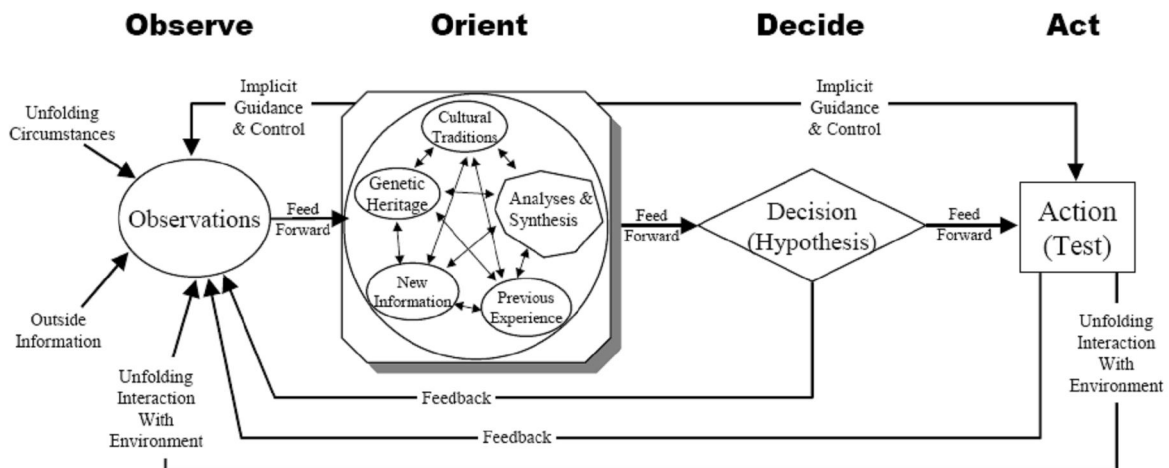 Observe
Orient
Decide
Act
Implicit
Guidance
& Control
Implicit
Guidance
& Control
Unfolding
Circumstances
Observations
Outside
Information
Feed
Forward
Cultural
Traditions
Genetic
Heritage
Analyses &
Synthesis
New
Information
Previous
Experience
Feed
Forward
Decision
(Hypothesis)
Feed
Forward
Action
(Test)
Unfolding
Interaction
With
Environment
Unfolding
Interaction
With
Environment
Feedback
Feedback